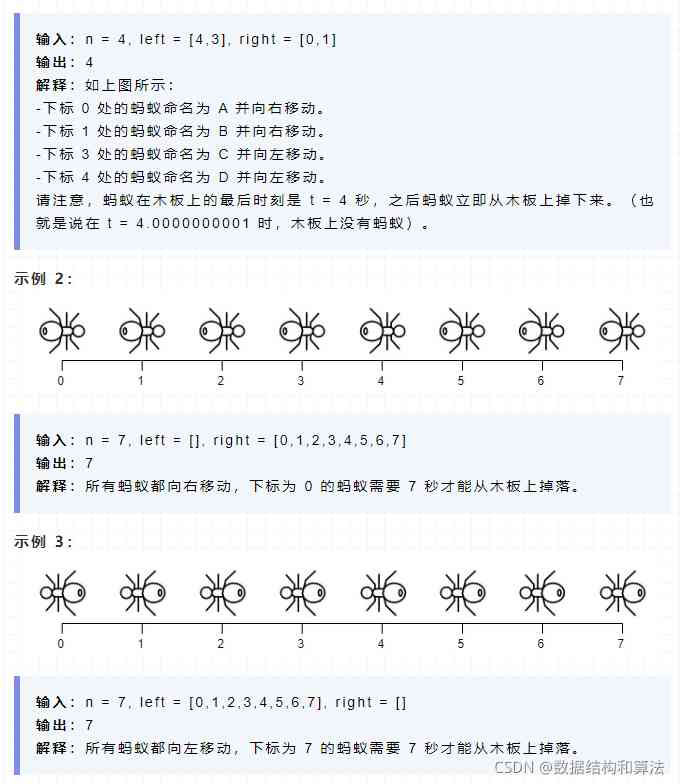 输入：n = 4, left = [4,3], right = [0,1]
输出：4
解释：如上图所示：
-下标 0 处的蚂蚁命名为 A 并向右移动。
-下标 1 处的蚂蚁命名为 B 并向右移动。
-下标 3 处的蚂蚁命名为 C 并向左移动。
-下标 4 处的蚂蚁命名为 D 并向左移动。
请注意，蚂蚁在木板上的最后时刻是 t = 4 秒，之后蚂蚁立即从木板上掉下来。（也
就是说在 t = 4.0000000001 时，木板上没有蚂蚁）。
示例 2：
0 1 2 3 4 5 6 7
输入：n = 7, left = [], right = [0,1,2,3,4,5,6,7]
输出：7
解释：所有蚂蚁都向右移动，下标为 0 的蚂蚁需要 7 秒才能从木板上掉落。
示例 3：
0 1 2 3 4 5 6 7
输入：n = 7, left = [0,1,2,3,4,5,6,7], right = []
输出：7
解释：所有蚂蚁都向左移动，下标为 7 的蚂蚁需要 7 秒才能从木板上掉落。
CSDN @数据结构和算法